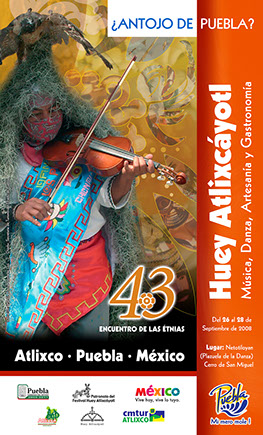 ¿ANTOJO DE PUEBLA?
Huey Atlixcáyotl
Música, Danza, Artesanía y Gastronomía
43
ENCUENTRO DE LAS ÉTNIAS
Atlixco · Puebla · México
Del 26 al 28 de
Septiembre de 2008
Lugar: Netotiloyan
(Plazuela de la Danza)
Cerro de San Miguel
Puebla
Patronato del
Festival Huey Atlixcáyotl
MÉXICO
Vive hoy, vive lo tuyo.
cmtur
ATLIXCO
Puebla
Mi mero mole!